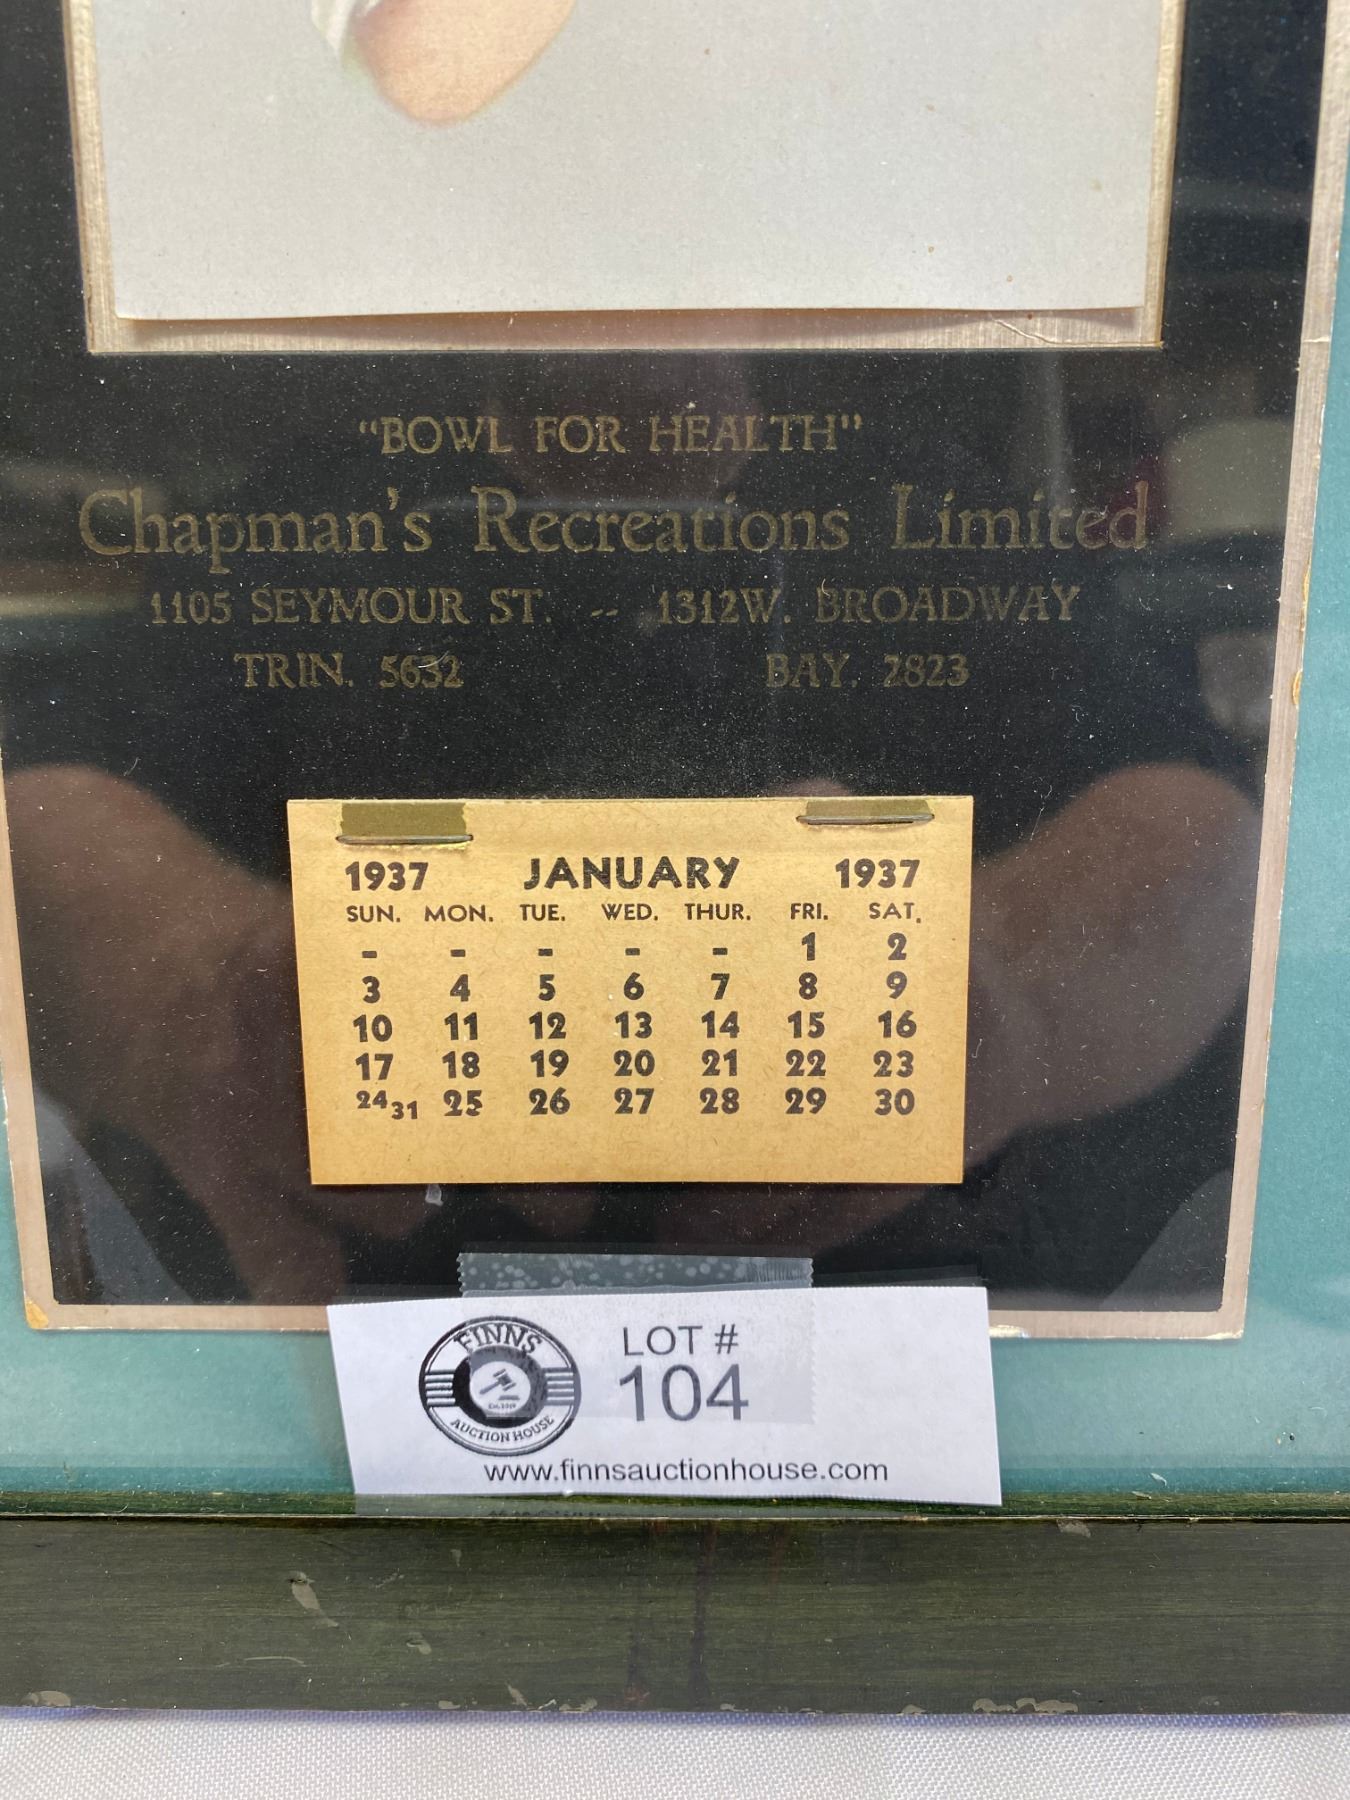 "BOWL FOR HEALTH"
Chapman's Recreations Limited
1105 SEYMOUR ST. -- 1312W. BROADWAY
TRIN. 5632 BAY. 2823
1937 JANUARY 1937
SUN. MON. TUE. WED. THUR. FRI. SAT.
- - - - - 1 2
3 4 5 6 7 8 9
10 11 12 13 14 15 16
17 18 19 20 21 22 23
24 31 25 26 27 28 29 30
FINNS
Est. 2019
AUCTION HOUSE
LOT #
104
www.finnsauctionhouse.com